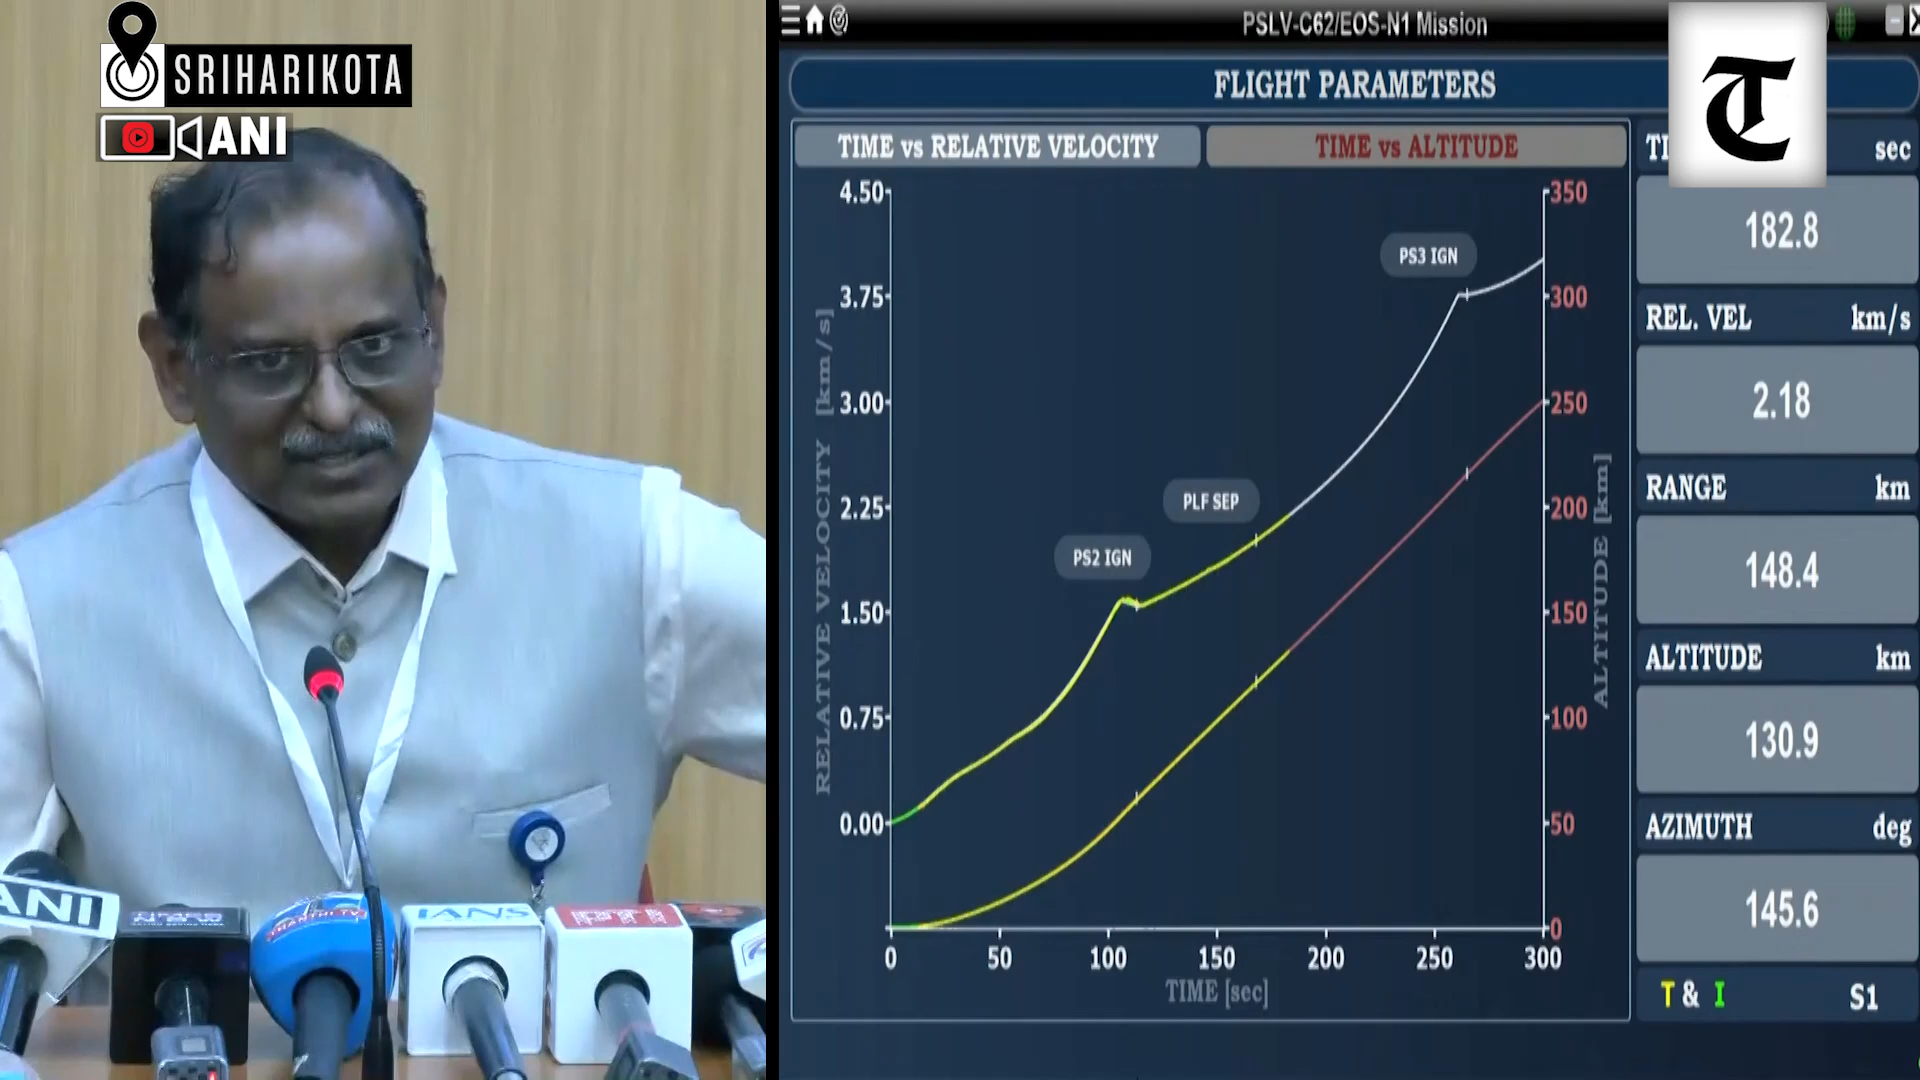 SRIHARIKOTA
ANI
PSLV-C62/EOS-N1 Mission
FLIGHT PARAMETERS
TIME vs RELATIVE VELOCITY
TIME vs ALTITUDE
RELATIVE VELOCITY [km/s]
4.50
3.75
3.00
2.25
1.50
0.75
0.00
PS2 IGN
PLF SEP
PS3 IGN
350
300
250
200
150
100
50
0
ALTITUDE [km]
0 50 100 150 200 250 300
TIME [sec]
T
sec
182.8
REL. VEL km/s
2.18
RANGE km
148.4
ALTITUDE km
130.9
AZIMUTH deg
145.6
T & I S1
ANI
THANTHI TV
IANS